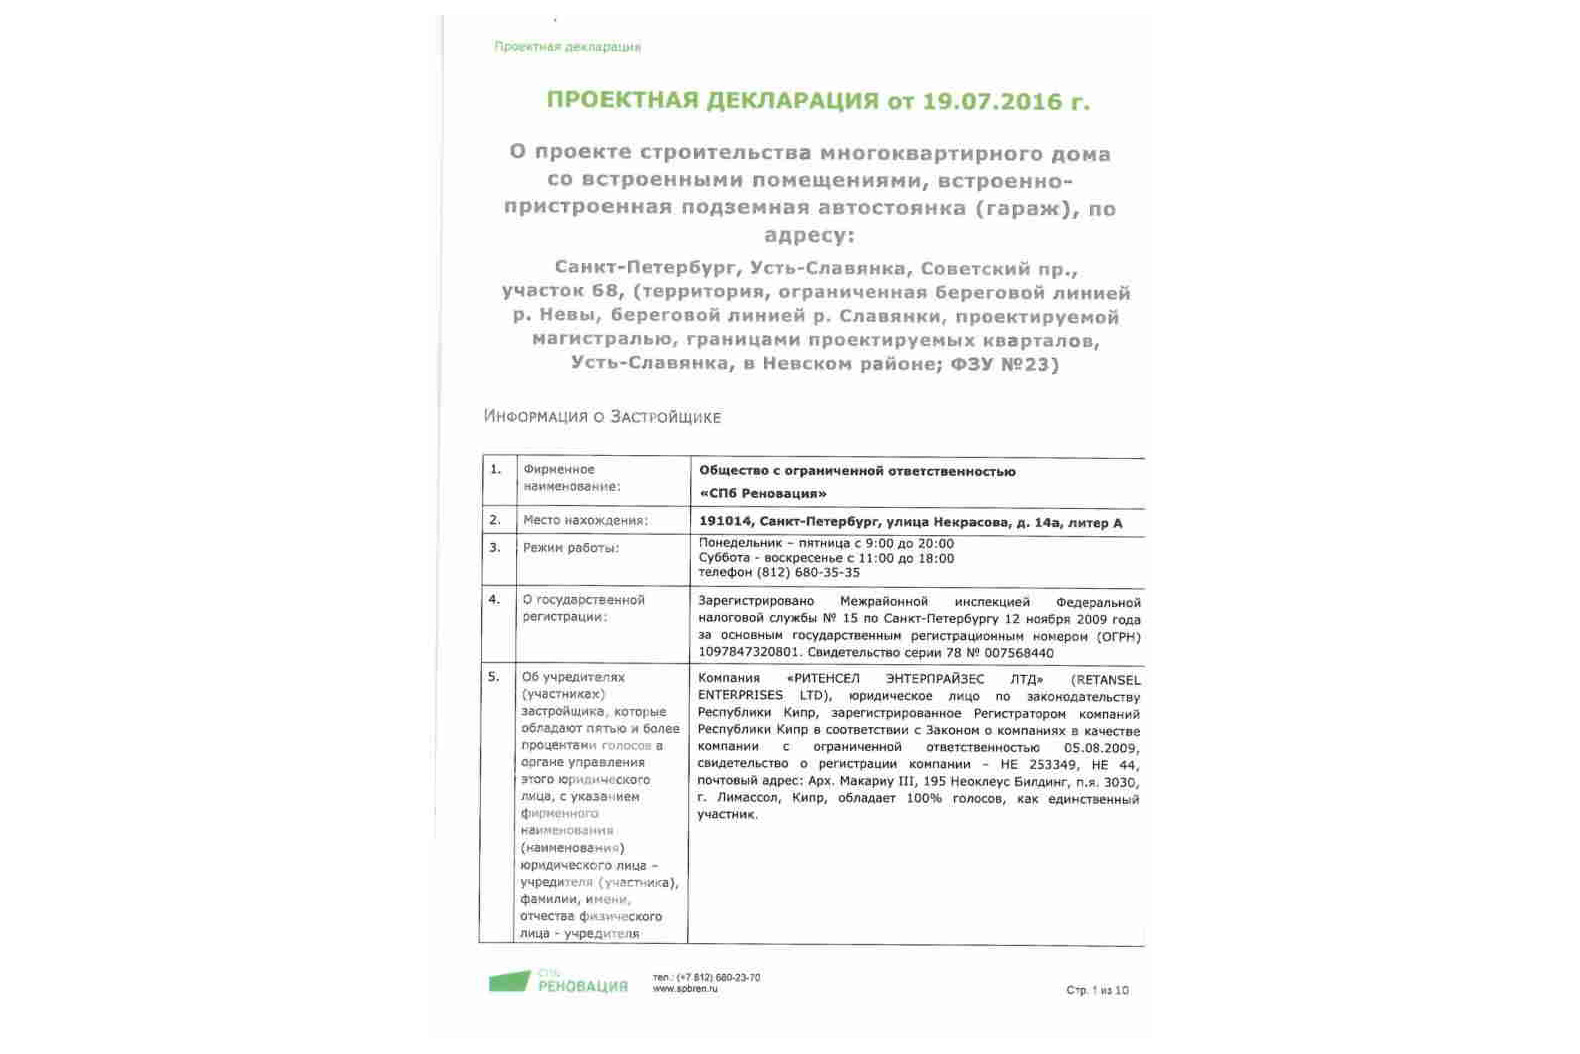 Проектная декларация
ПРОЕКТНАЯ ДЕКЛАРАЦИЯ от 19.07.2016 г.
О проекте строительства многоквартирного дома
со встроенными помещениями, встроенно-
пристроенная подземная автостоянка (гараж), по
адресу:
Санкт-Петербург, Усть-Славянка, Советский пр.,
участок 68, (территория, ограниченная береговой линией
р. Невы, береговой линией р. Славянки, проектируемой
магистралью, границами проектируемых кварталов,
Усть-Славянка, в Невском районе; ФЗУ №23)
Информация о Застройщике
1. Фирменное
наименование:
Общество с ограниченной ответственностью
«СПб Реновация»
2. Место нахождения: 191014, Санкт-Петербург, улица Некрасова, д. 14а, литер А
3. Режим работы:
Понедельник – пятница с 9:00 до 20:00
Суббота - воскресенье с 11:00 до 18:00
телефон (812) 680-35-35
4. О государственной
регистрации:
Зарегистрировано Межрайонной инспекцией Федеральной
налоговой службы № 15 по Санкт-Петербургу 12 ноября 2009 года
за основным государственным регистрационным номером (ОГРН)
1097847320801. Свидетельство серии 78 № 007568440
5. Об учредителях
(участниках)
застройщика, которые
обладают пятью и более
процентами голосов в
органе управления
этого юридического
лица, с указанием
фирменного
наименования
(наименования)
юридического лица –
учредителя (участника),
фамилии, имени,
отчества физического
лица - учредителя
Компания «РИТЕНСЕЛ ЭНТЕРПРАЙЗЕС ЛТД» (RETANSEL
ENTERPRISES LTD), юридическое лицо по законодательству
Республики Кипр, зарегистрированное Регистратором компаний
Республики Кипр в соответствии с Законом о компаниях в качестве
компании с ограниченной ответственностью 05.08.2009,
свидетельство о регистрации компании – НЕ 253349, НЕ 44,
почтовый адрес: Арх. Макариу III, 195 Неоклеус Билдинг, п.я. 3030,
г. Лимассол, Кипр, обладает 100% голосов, как единственный
участник.
СПб
РЕНОВАЦИЯ
тел.: (+7 812) 680-23-70
www.spbren.ru
Стр. 1 из 10